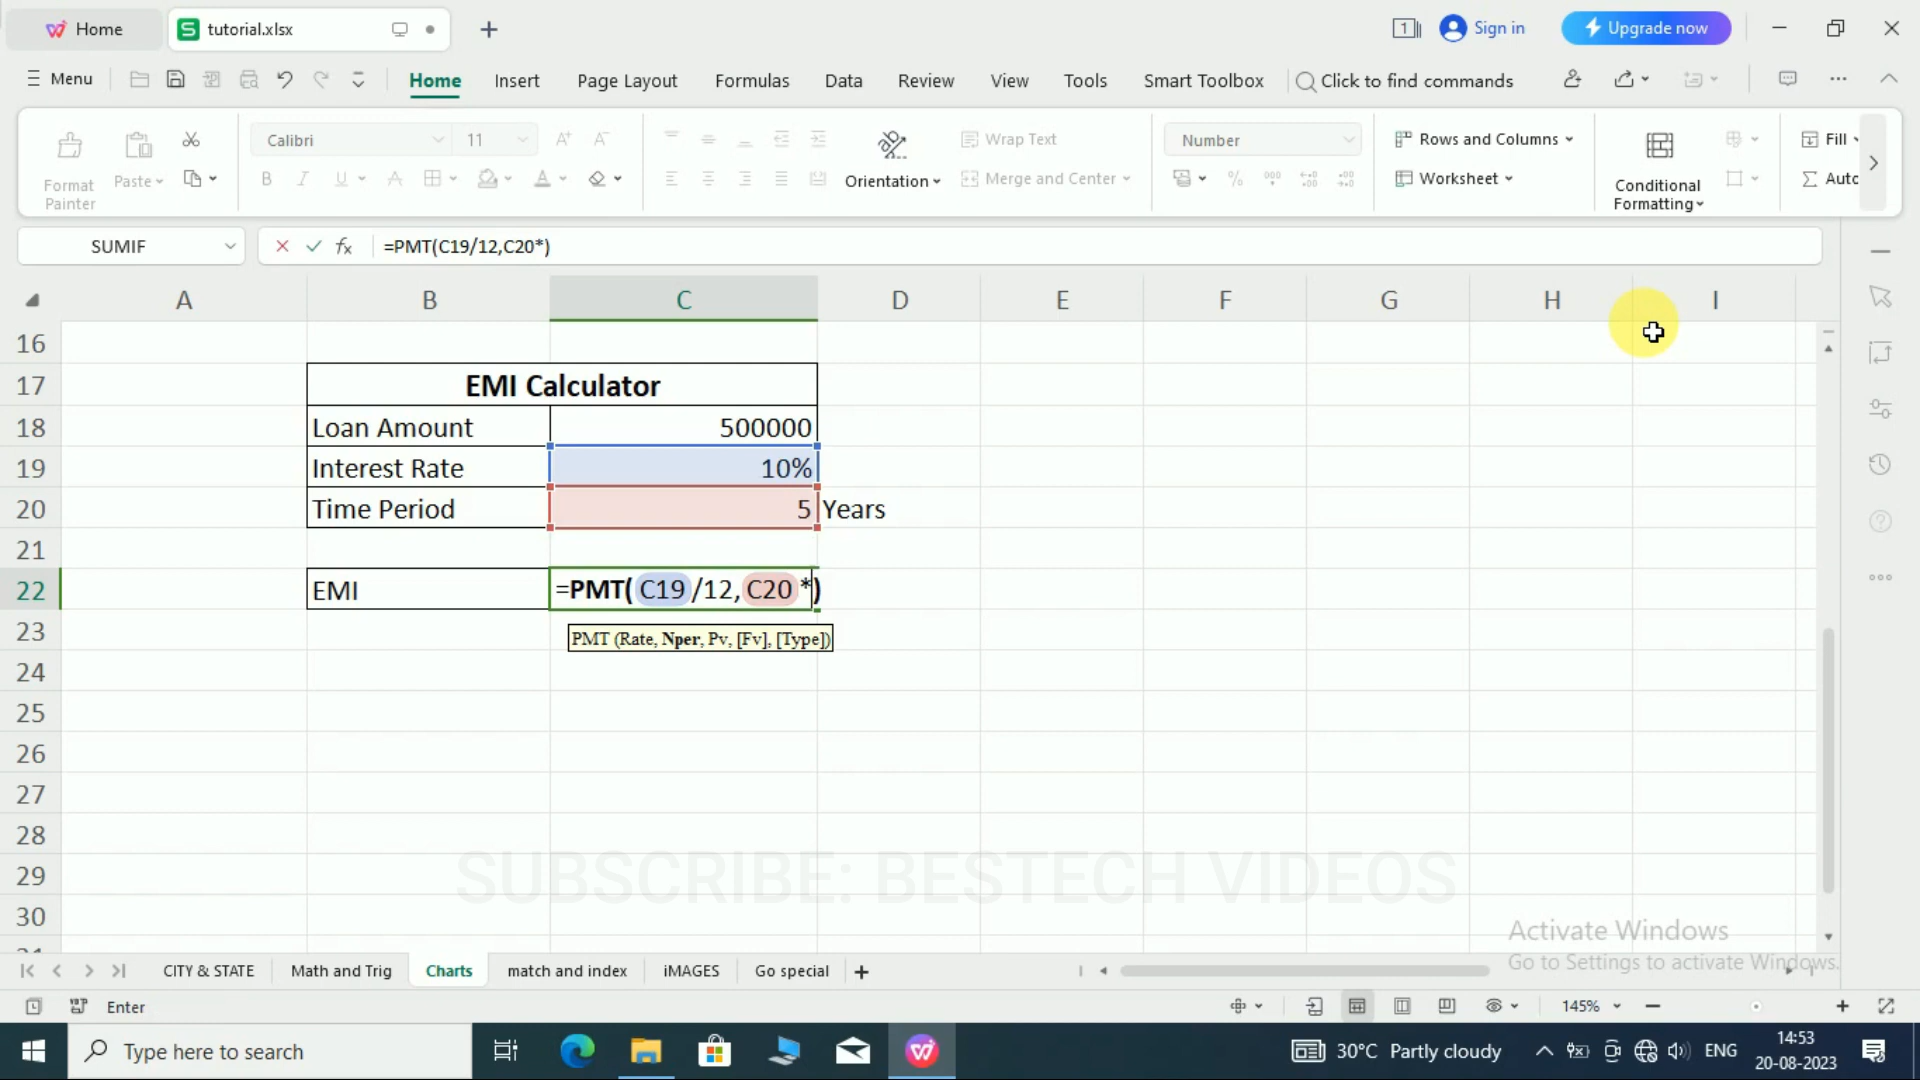 Home
tutorial.xlsx
1
Sign in
Upgrade now
Menu
Home
Insert
Page Layout
Formulas
Data
Review
View
Tools
Smart Toolbox
Click to find commands
Format
Painter
Paste
Calibri
11
A+
A-
B
I
U
A
Orientation
Wrap Text
Merge and Center
Number
%
000
Rows and Columns
Worksheet
Conditional
Formatting
Fill
Auto
SUMIF
fx
=PMT(C19/12,C20*)
A B C D E F G H I
16
17 EMI Calculator
18 Loan Amount 500000
19 Interest Rate 10%
20 Time Period 5 Years
21
22 EMI =PMT( C19 /12, C20 *)
23 PMT (Rate, Nper, Pv, [Fv], [Type])
24
25
26
27
28
29
30
SUBSCRIBE: BESTECH VIDEOS
Activate Windows
Go to Settings to activate Windows.
CITY & STATE
Math and Trig
Charts
match and index
iMAGES
Go special
Enter
145%
Type here to search
30°C Partly cloudy
ENG
14:53
20-08-2023